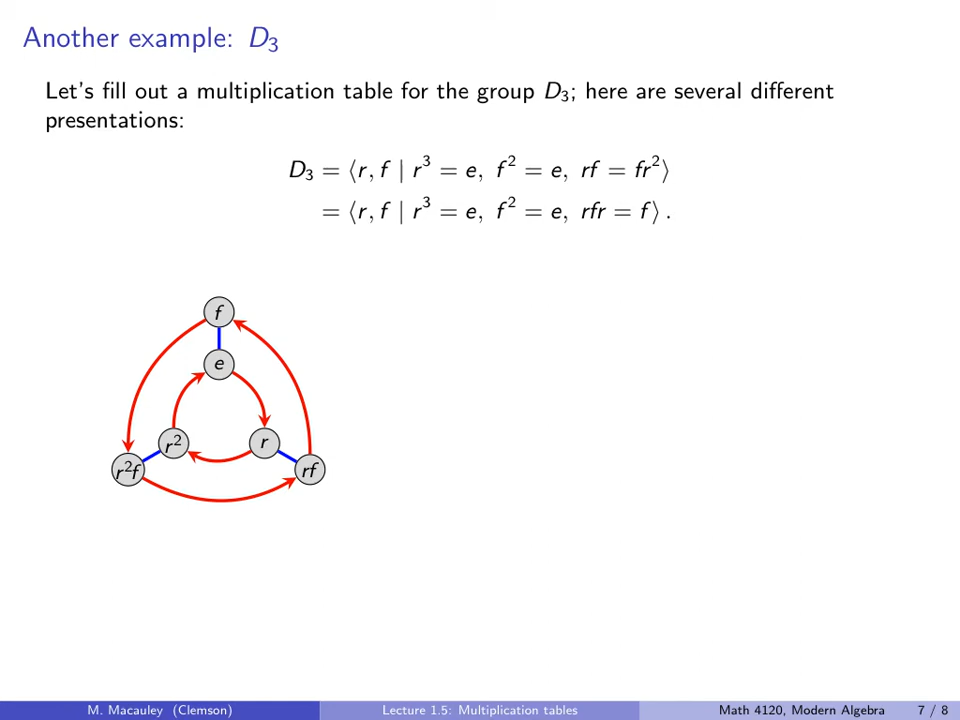 Another example: D₃
Let's fill out a multiplication table for the group D₃; here are several different
presentations:
D₃ = ⟨r, f | r³ = e, f² = e, rf = fr²⟩
= ⟨r, f | r³ = e, f² = e, rfr = f⟩.
f
e
r²
r
r²f
rf
M. Macauley (Clemson)
Lecture 1.5: Multiplication tables
Math 4120, Modern Algebra
7 / 8